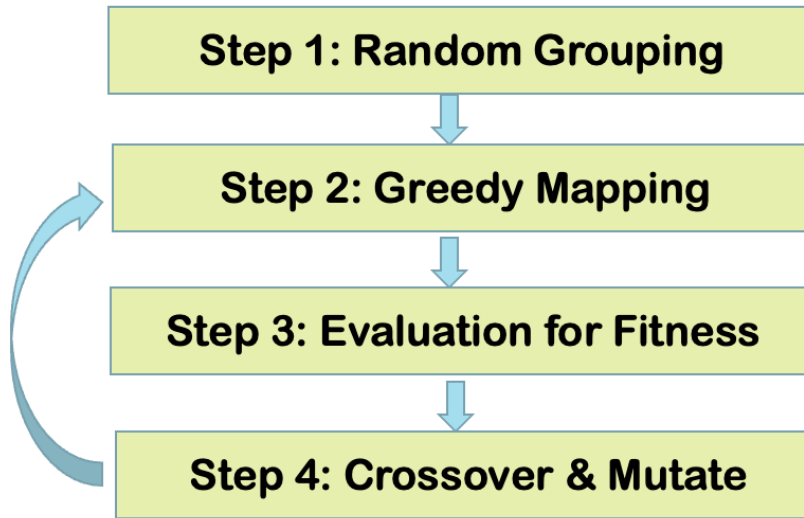 Step 1: Random Grouping
Step 2: Greedy Mapping
Step 3: Evaluation for Fitness
Step 4: Crossover & Mutate